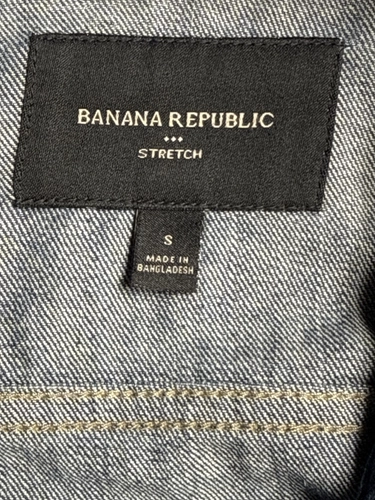 BANANA REPUBLIC
STRETCH
S
MADE IN
BANGLADESH